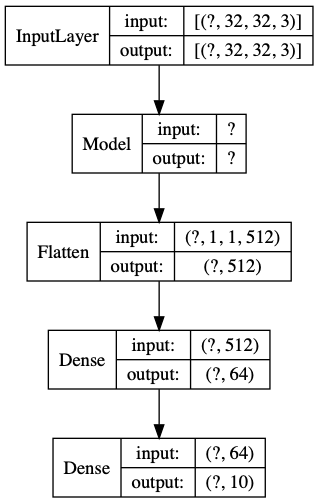 InputLayer
input: [(?, 32, 32, 3)]
output: [(?, 32, 32, 3)]
Model
input: ?
output: ?
Flatten
input: (?, 1, 1, 512)
output: (?, 512)
Dense
input: (?, 512)
output: (?, 64)
Dense
input: (?, 64)
output: (?, 10)